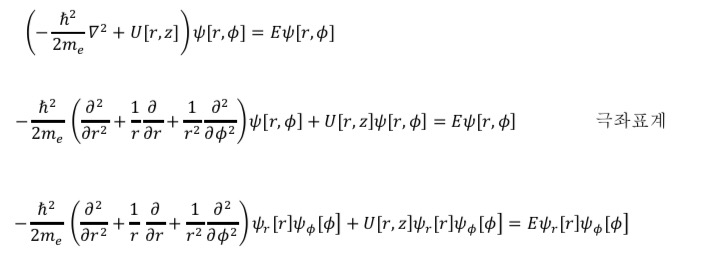 (-ħ²/2mₑ ∇² + U[r, z])ψ[r, ϕ] = Eψ[r, ϕ]
-ħ²/2mₑ (∂²/∂r² + 1/r ∂/∂r + 1/r² ∂²/∂ϕ²)ψ[r, ϕ] + U[r, z]ψ[r, ϕ] = Eψ[r, ϕ] 극좌표계
-ħ²/2mₑ (∂²/∂r² + 1/r ∂/∂r + 1/r² ∂²/∂ϕ²)ψᵣ[r]ψ_ϕ[ϕ] + U[r, z]ψᵣ[r]ψ_ϕ[ϕ] = Eψᵣ[r]ψ_ϕ[ϕ]